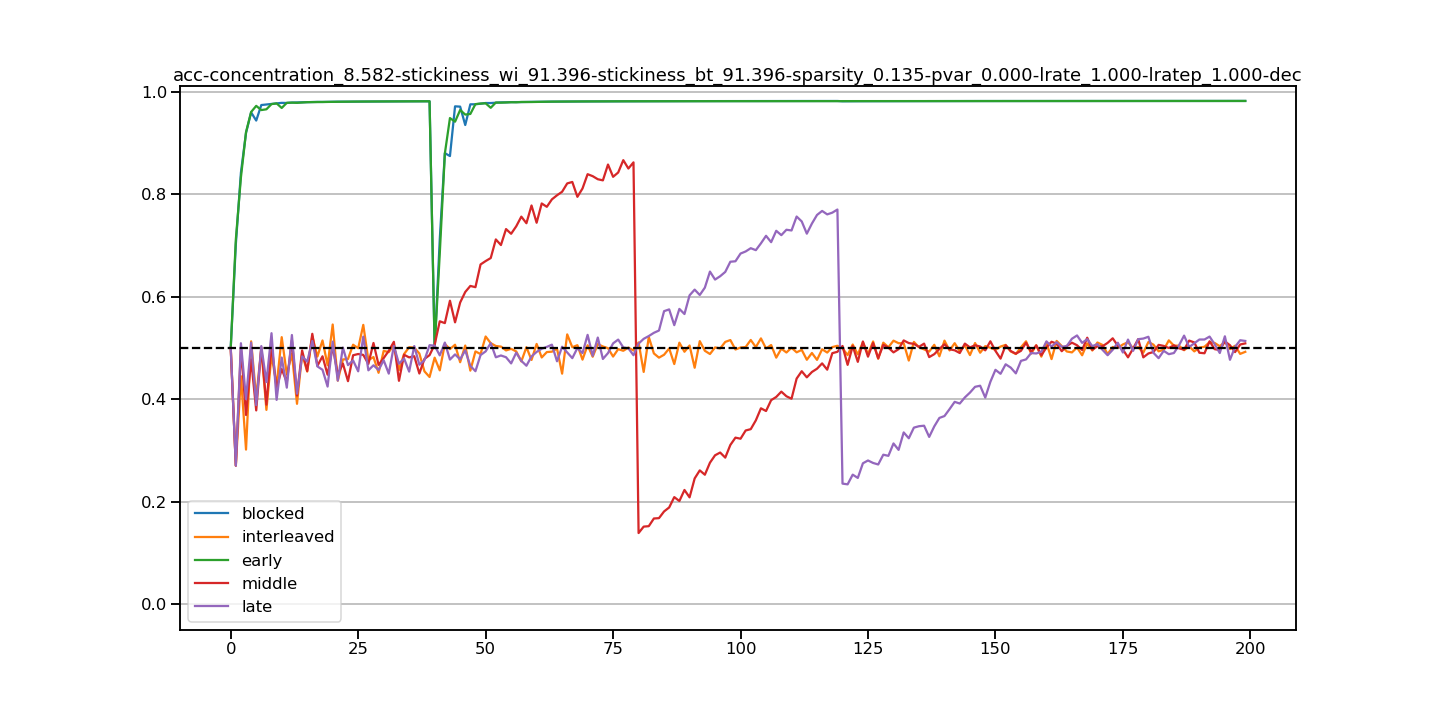 acc-concentration_8.582-stickiness_wi_91.396-stickiness_bt_91.396-sparsity_0.135-pvar_0.000-lrate_1.000-lratep_1.000-dec
1.0
0.8
0.6
0.4
0.2
0.0
blocked
interleaved
early
middle
late
0 25 50 75 100 125 150 175 200